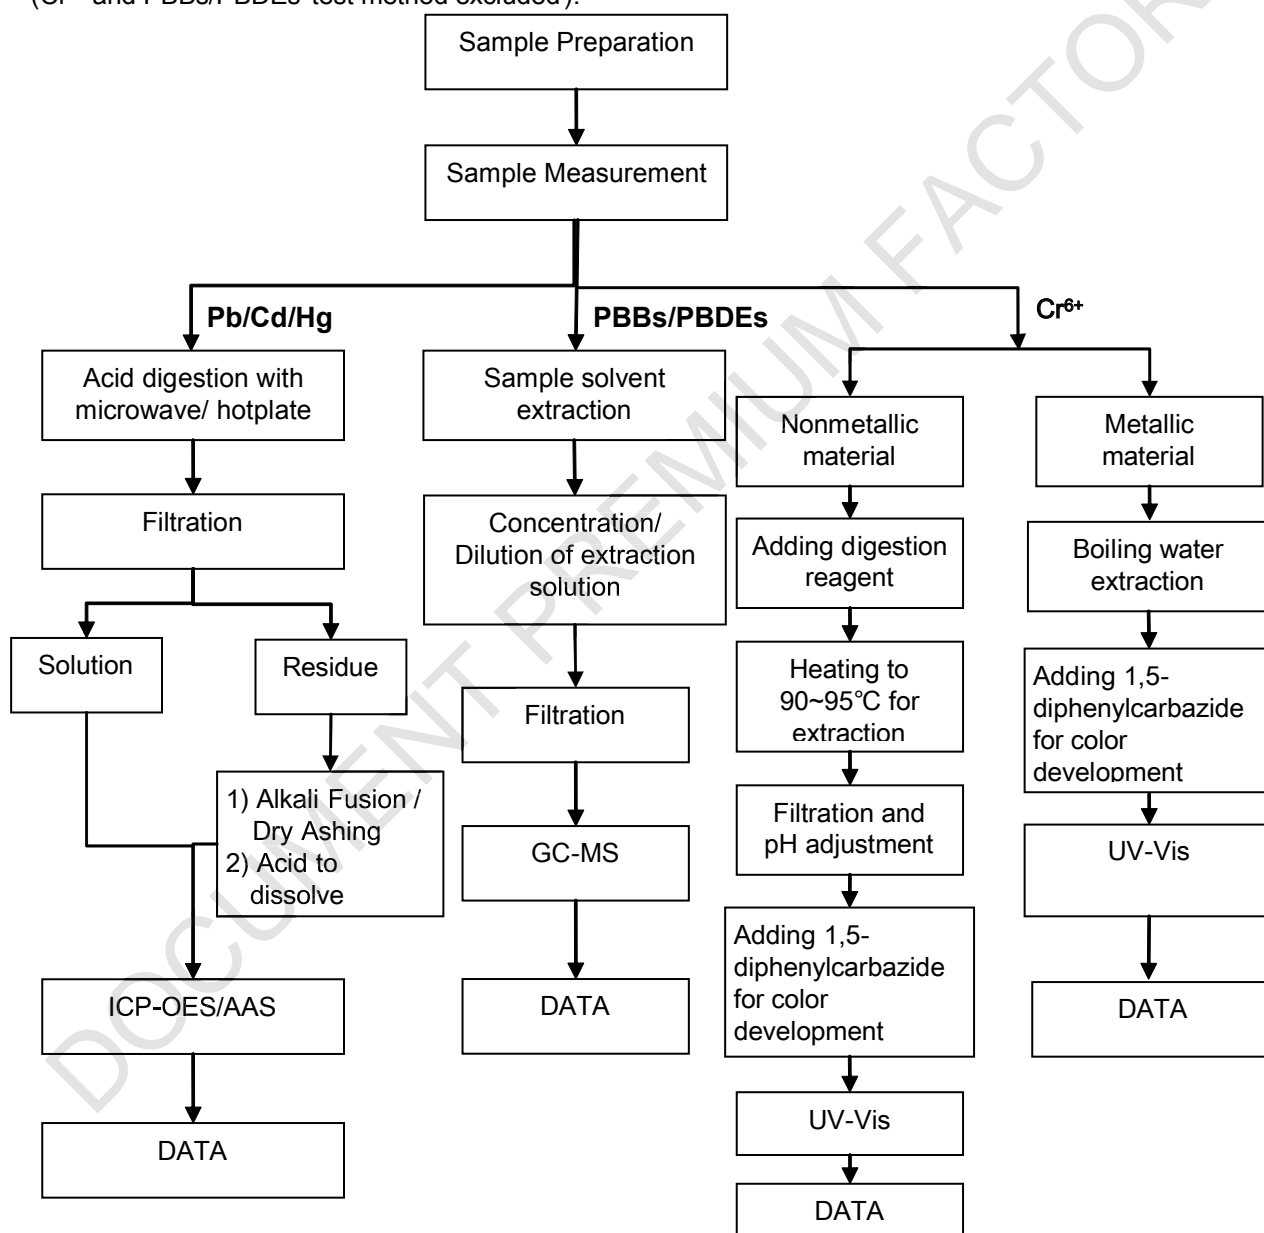 (Cr6+ and PBBs/PBDEs test method excluded).
Sample Preparation
Sample Measurement
Pb/Cd/Hg
PBBs/PBDEs
Cr6+
Acid digestion with
microwave/ hotplate
Filtration
Solution
Residue
1) Alkali Fusion /
Dry Ashing
2) Acid to
dissolve
ICP-OES/AAS
DATA
Sample solvent
extraction
Concentration/
Dilution of extraction
solution
Filtration
GC-MS
DATA
Nonmetallic
material
Adding digestion
reagent
Heating to
90~95℃ for
extraction
Filtration and
pH adjustment
Adding 1,5-
diphenylcarbazide
for color
development
UV-Vis
DATA
Metallic
material
Boiling water
extraction
Adding 1,5-
diphenylcarbazide
for color
development
UV-Vis
DATA
DOCUMENT PREMIUM FACTOR